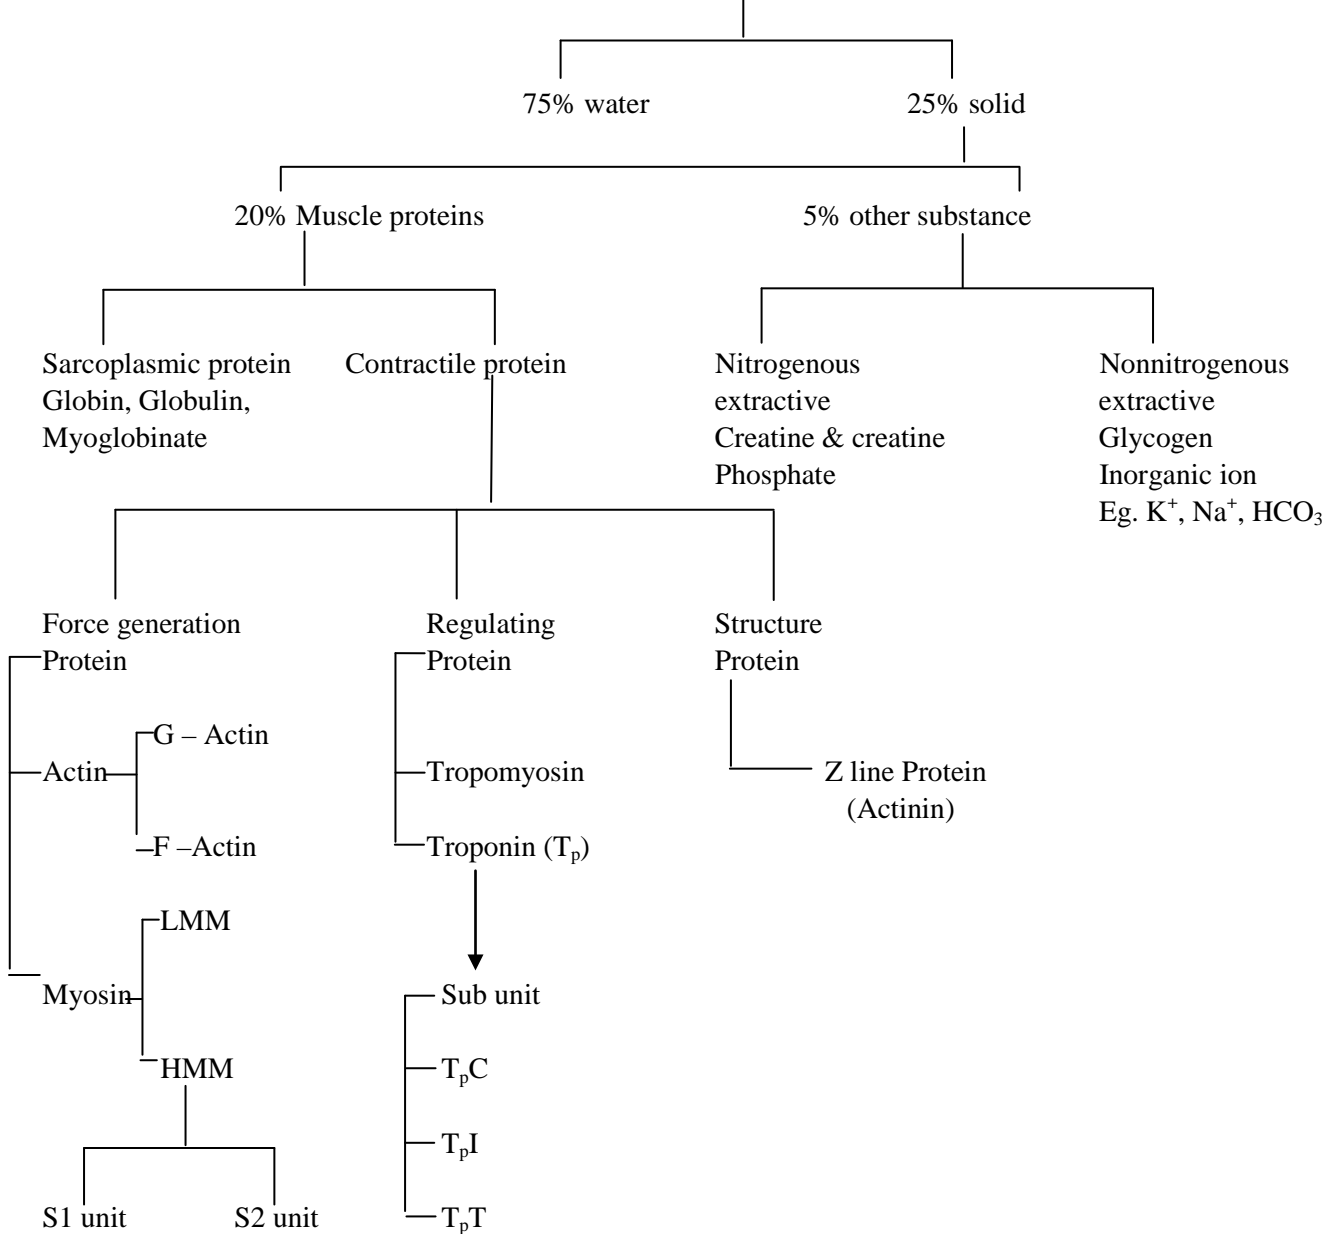 75% water
25% solid
20% Muscle proteins
5% other substance
Sarcoplasmic protein
Globin, Globulin,
Myoglobinate
Contractile protein
Nitrogenous
extractive
Creatine & creatine
Phosphate
Nonnitrogenous
extractive
Glycogen
Inorganic ion
Eg. K⁺, Na⁺, HCO₃
Force generation
Protein
Regulating
Protein
Structure
Protein
G – Actin
Actin
F –Actin
Tropomyosin
Troponin (Tₚ)
Z line Protein
(Actinin)
LMM
Myosin
HMM
S1 unit
S2 unit
Sub unit
TₚC
TₚI
TₚT